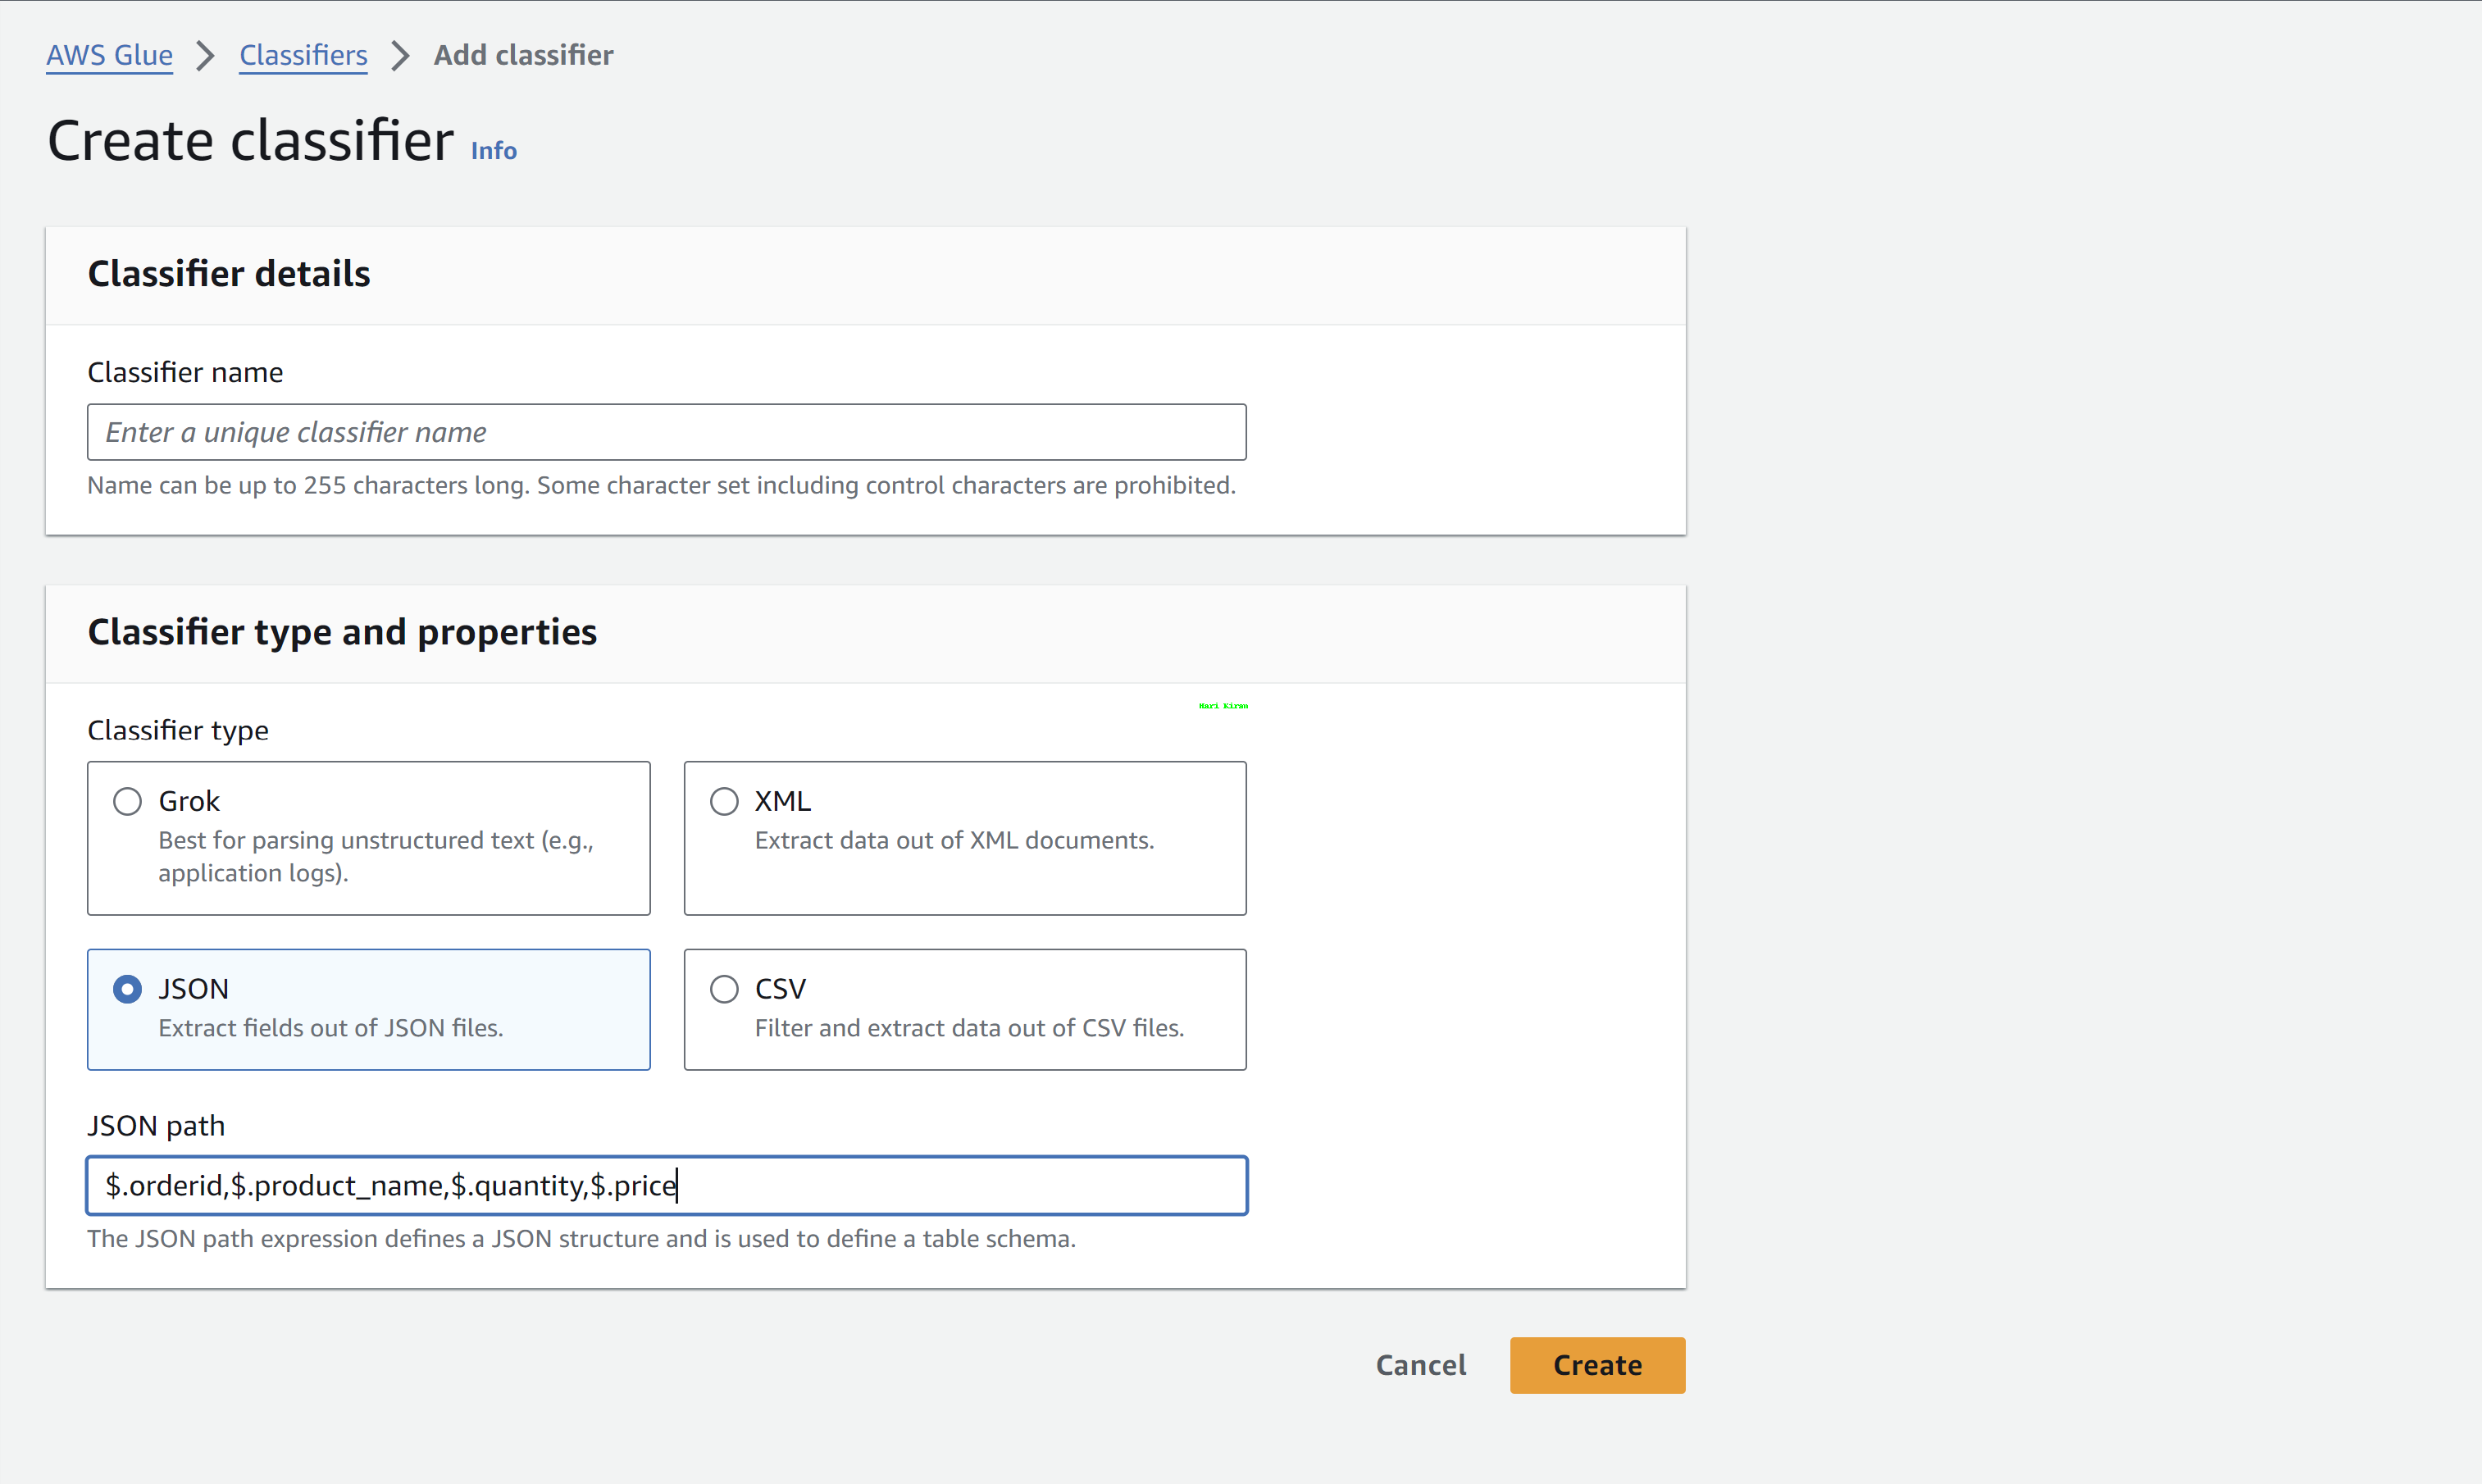 AWS Glue > Classifiers > Add classifier
Create classifier Info
Classifier details
Classifier name
Enter a unique classifier name
Name can be up to 255 characters long. Some character set including control characters are prohibited.
Classifier type and properties
Hari Kiran
Classifier type
Grok
Best for parsing unstructured text (e.g.,
application logs).
XML
Extract data out of XML documents.
JSON
Extract fields out of JSON files.
CSV
Filter and extract data out of CSV files.
JSON path
$.orderid,$.product_name,$.quantity,$.price
The JSON path expression defines a JSON structure and is used to define a table schema.
Cancel
Create